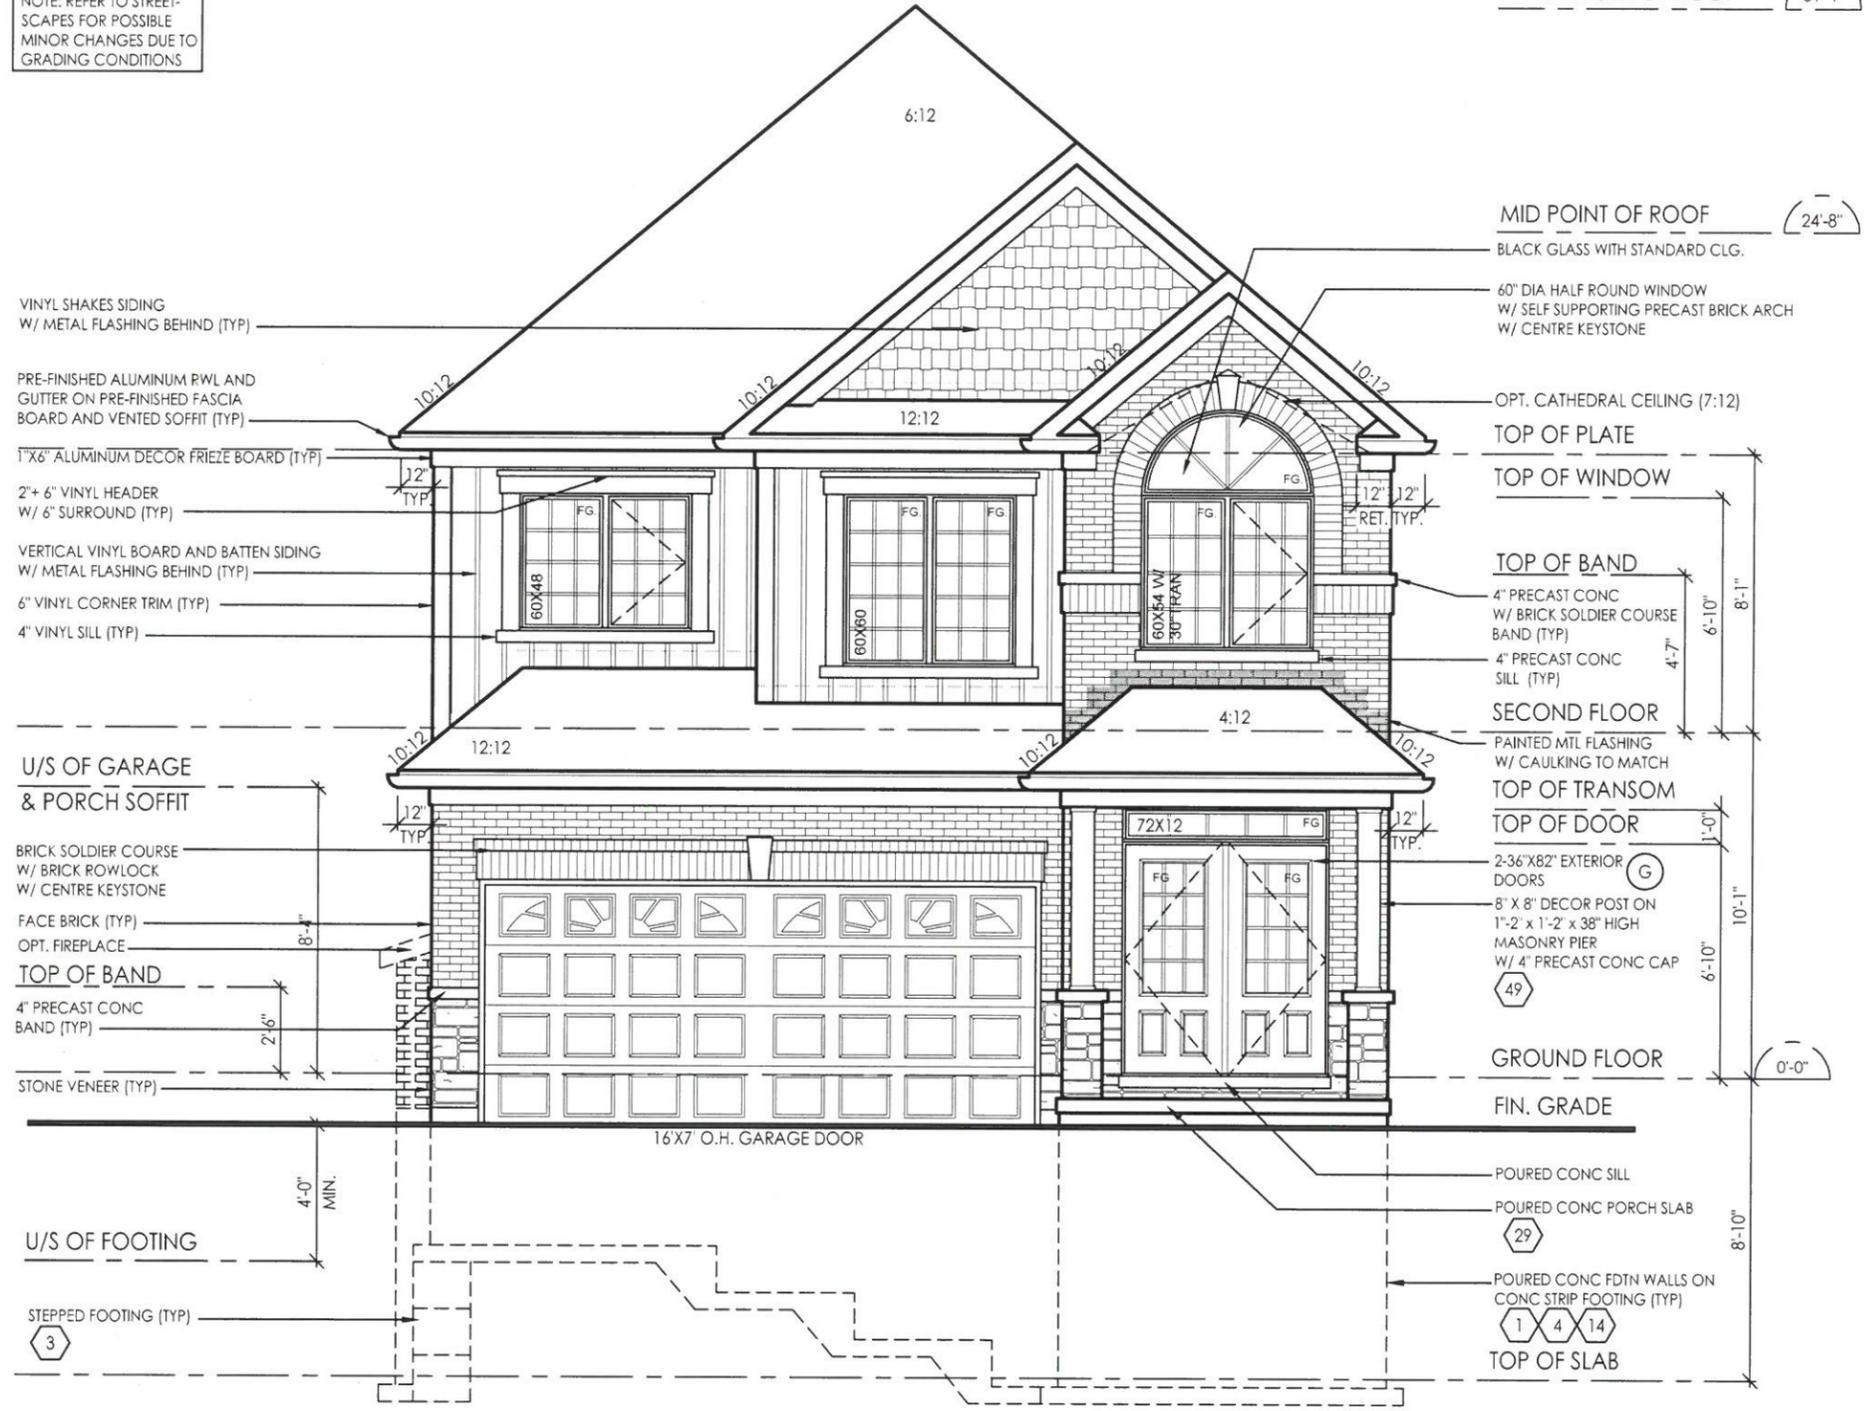 NOTE: REFER TO STREET-
SCAPES FOR POSSIBLE
MINOR CHANGES DUE TO
GRADING CONDITIONS
VINYL SHAKES SIDING
W/ METAL FLASHING BEHIND (TYP)
PRE-FINISHED ALUMINUM RWL AND
GUTTER ON PRE-FINISHED FASCIA
BOARD AND VENTED SOFFIT (TYP)
1"X6" ALUMINUM DECOR FRIEZE BOARD (TYP)
2"+ 6" VINYL HEADER
W/ 6" SURROUND (TYP)
VERTICAL VINYL BOARD AND BATTEN SIDING
W/ METAL FLASHING BEHIND (TYP)
6" VINYL CORNER TRIM (TYP)
4" VINYL SILL (TYP)
U/S OF GARAGE
& PORCH SOFFIT
BRICK SOLDIER COURSE
W/ BRICK ROWLOCK
W/ CENTRE KEYSTONE
FACE BRICK (TYP)
OPT. FIREPLACE
TOP OF BAND
4" PRECAST CONC
BAND (TYP)
STONE VENEER (TYP)
8'-4"
2'-6"
4'-0"
MIN.
U/S OF FOOTING
STEPPED FOOTING (TYP)
3
6:12
10:12
10:12
10:12
10:12
12:12
12"
TYP.
FG.
60X48
FG.
FG.
60X60
FG.
FG.
60X54 W/
30" TRAN
12" 12"
RET. TYP.
10:12
12:12
10:12
4:12
10:12
12"
TYP.
12"
TYP.
72X12
FG
FG
FG
16'X7' O.H. GARAGE DOOR
MID POINT OF ROOF
24'-8"
BLACK GLASS WITH STANDARD CLG.
60" DIA HALF ROUND WINDOW
W/ SELF SUPPORTING PRECAST BRICK ARCH
W/ CENTRE KEYSTONE
OPT. CATHEDRAL CEILING (7:12)
TOP OF PLATE
TOP OF WINDOW
TOP OF BAND
4" PRECAST CONC
W/ BRICK SOLDIER COURSE
BAND (TYP)
4" PRECAST CONC
SILL (TYP)
4'-7"
6'-10"
8'-1"
SECOND FLOOR
PAINTED MTL FLASHING
W/ CAULKING TO MATCH
TOP OF TRANSOM
TOP OF DOOR
1'-0"
2-36"X82" EXTERIOR
DOORS
G
8" X 8" DECOR POST ON
1"-2" x 1'-2" x 38" HIGH
MASONRY PIER
W/ 4" PRECAST CONC CAP
49
6'-10"
10'-1"
GROUND FLOOR
0'-0"
FIN. GRADE
POURED CONC SILL
POURED CONC PORCH SLAB
29
8'-10"
POURED CONC FDTN WALLS ON
CONC STRIP FOOTING (TYP)
1 4 14
TOP OF SLAB